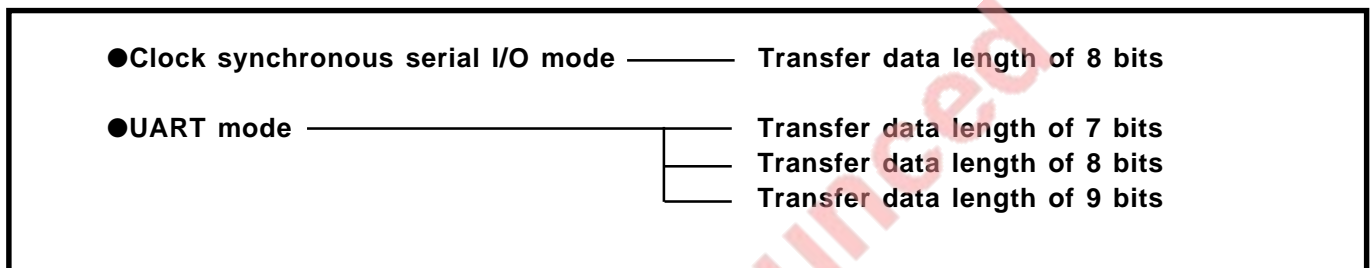 ●Clock synchronous serial I/O mode Transfer data length of 8 bits
●UART mode Transfer data length of 7 bits
Transfer data length of 8 bits
Transfer data length of 9 bits
unced